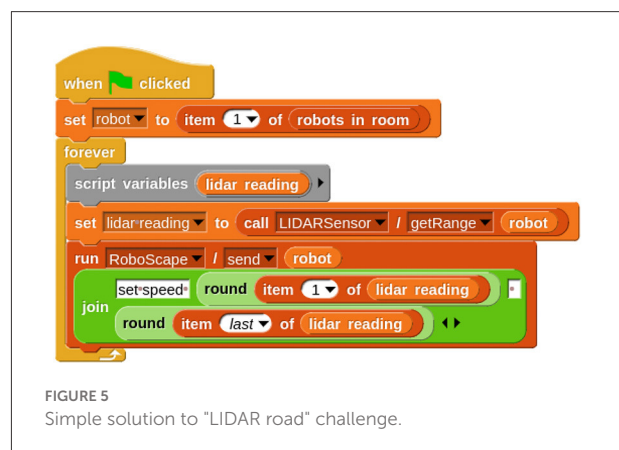 when clicked
set robot to item 1 of robots in room
forever
script variables lidar reading
set lidar reading to call LIDARSensor / getRange robot
run RoboScape / send robot
join set speed round item 1 of lidar reading
round item last of lidar reading
FIGURE 5
Simple solution to "LIDAR road" challenge.